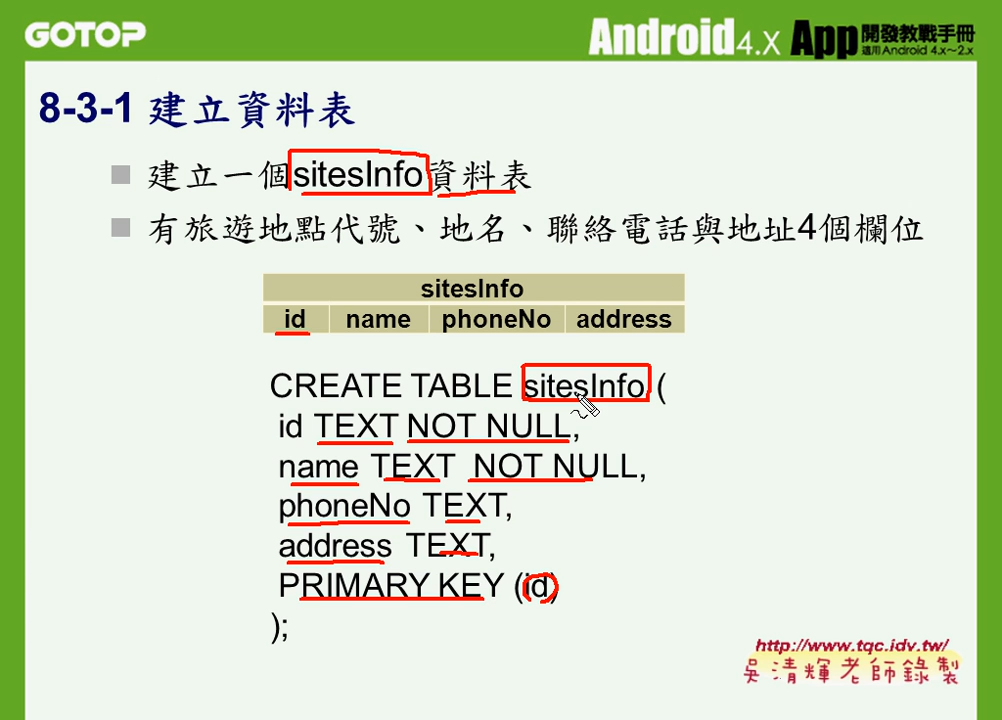 GOTOP
Android 4.X App 開發教戰手冊
適用Android 4.x～2.x
8-3-1 建立資料表
建立一個sitesInfo資料表
有旅遊地點代號、地名、聯絡電話與地址4個欄位
sitesInfo
id name phoneNo address
CREATE TABLE sitesInfo (
id TEXT NOT NULL,
name TEXT NOT NULL,
phoneNo TEXT,
address TEXT,
PRIMARY KEY (id)
);
http://www.tqc.idv.tw/
吳清輝老師錄製